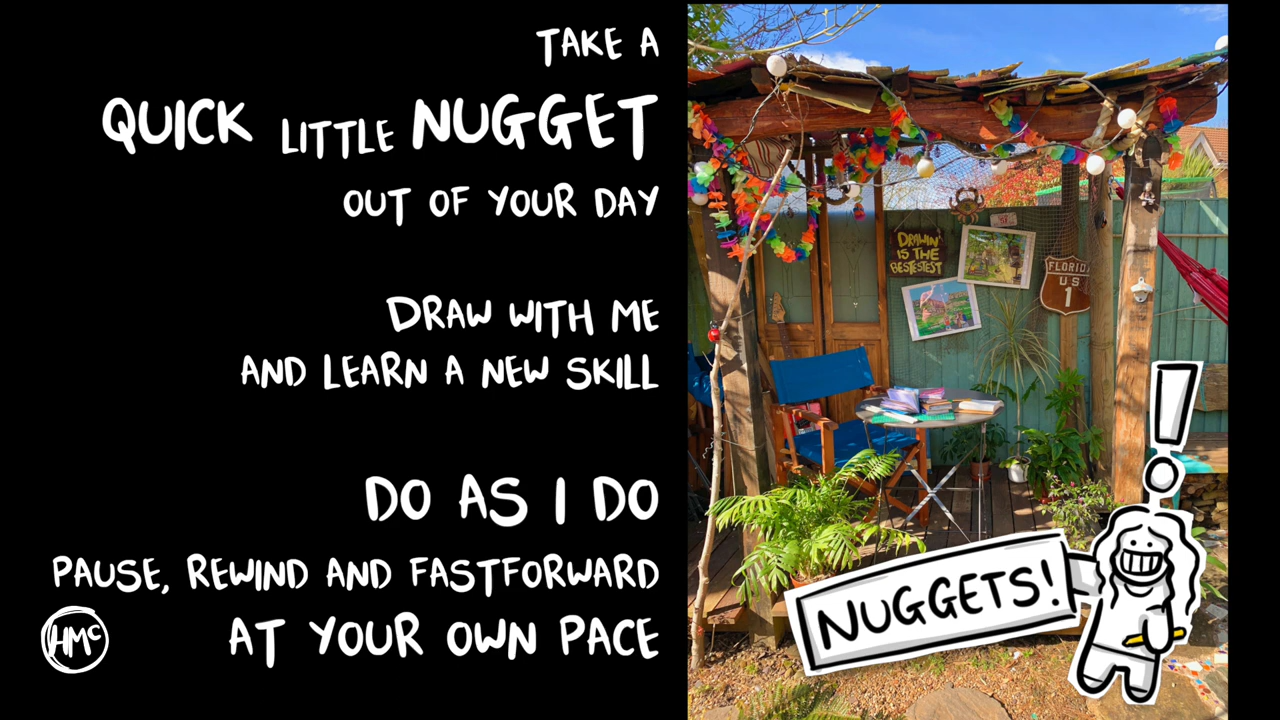 TAKE A
QUICK LITTLE NUGGET
OUT OF YOUR DAY
DRAW WITH ME
AND LEARN A NEW SKILL
DO AS I DO
PAUSE, REWIND AND FASTFORWARD
AT YOUR OWN PACE
HMC
DRAWIN'
IS THE
BESTESTEST
FLORIDA
US
1
NUGGETS!